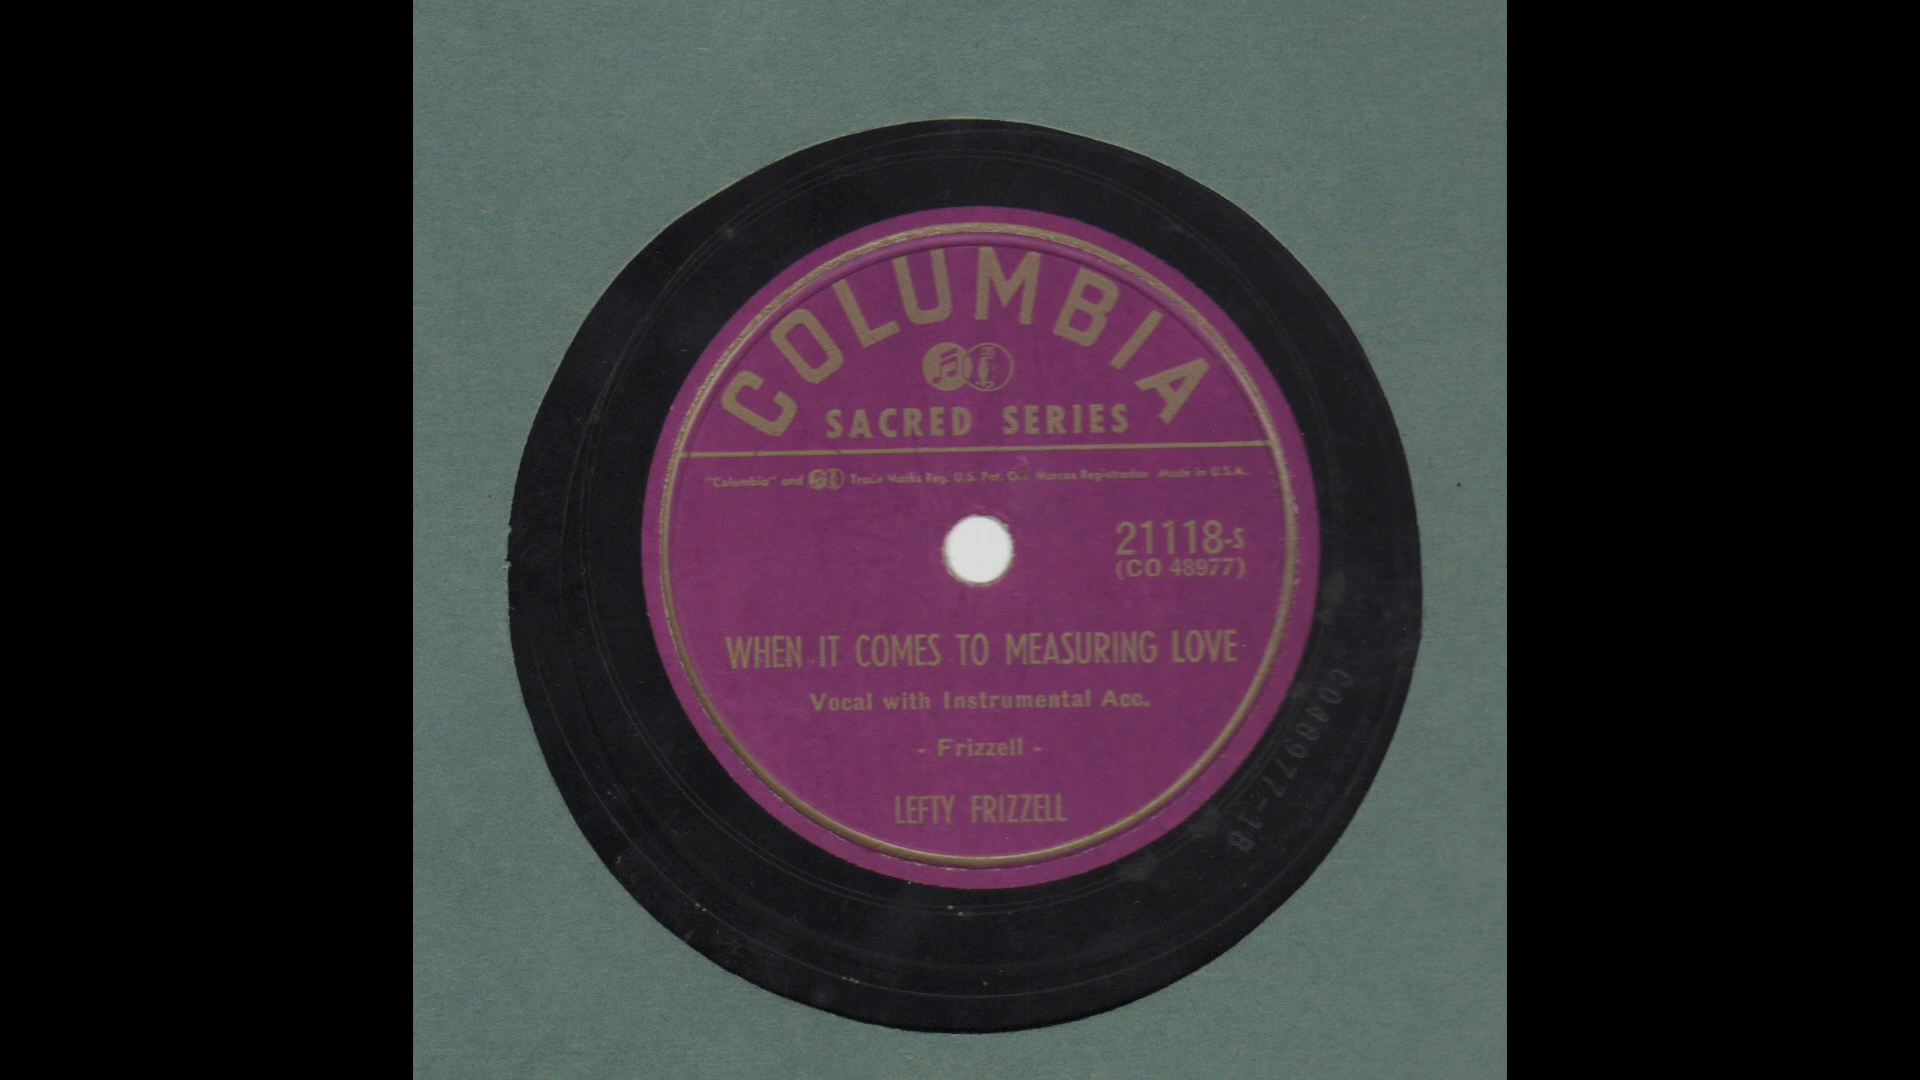 COLUMBIA
SACRED SERIES
"Columbia" and Trade Marks Reg. U.S. Pat. Off. Marcas Registradas Made in U.S.A.
21118-S
(CO 48977)
WHEN IT COMES TO MEASURING LOVE
Vocal with Instrumental Acc.
- Frizzell -
LEFTY FRIZZELL
CO48977-1B